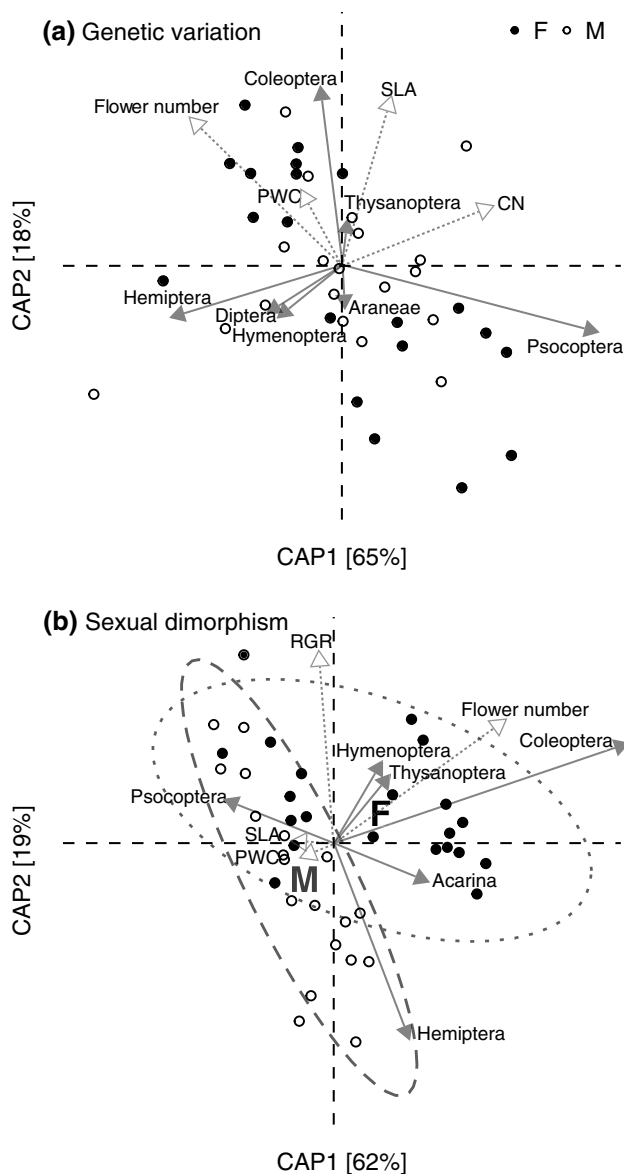 (a) Genetic variation
F M
Coleoptera
SLA
Flower number
PWC
Thysanoptera
CN
CAP2 [18%]
Hemiptera
Diptera
Araneae
Hymenoptera
Psocoptera
CAP1 [65%]
(b) Sexual dimorphism
RGR
Flower number
Coleoptera
Hymenoptera
Thysanoptera
Psocoptera
F
SLA
PWC
CAP2 [19%]
M
Acarina
Hemiptera
CAP1 [62%]